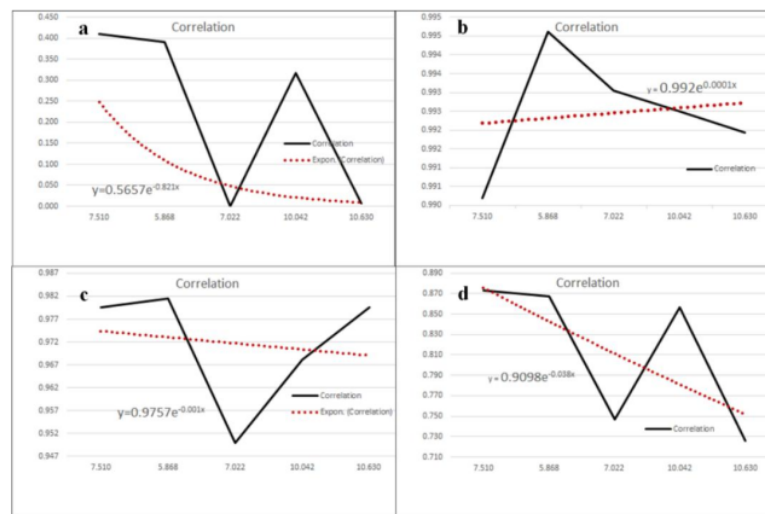 a
Correlation
0.450
0.400
0.350
0.300
0.250
0.200
0.150
0.100
0.050
0.000
y=0.5657e-0.821x
Correlation
Expon. (Correlation)
7.510 5.868 7.022 10.042 10.630
b
Correlation
0.995
0.994
0.994
0.993
0.993
0.992
0.992
0.991
0.991
0.990
y = 0.992e0.0001x
Correlation
7.510 5.868 7.022 10.042 10.630
c
Correlation
0.987
0.982
0.977
0.972
0.967
0.962
0.957
0.952
0.947
y=0.9757e-0.001x
Correlation
Expon. (Correlation)
7.510 5.868 7.022 10.042 10.630
d
Correlation
0.890
0.870
0.850
0.830
0.810
0.790
0.770
0.750
0.730
0.710
y = 0.9098e-0.038x
Correlation
7.510 5.868 7.022 10.042 10.630